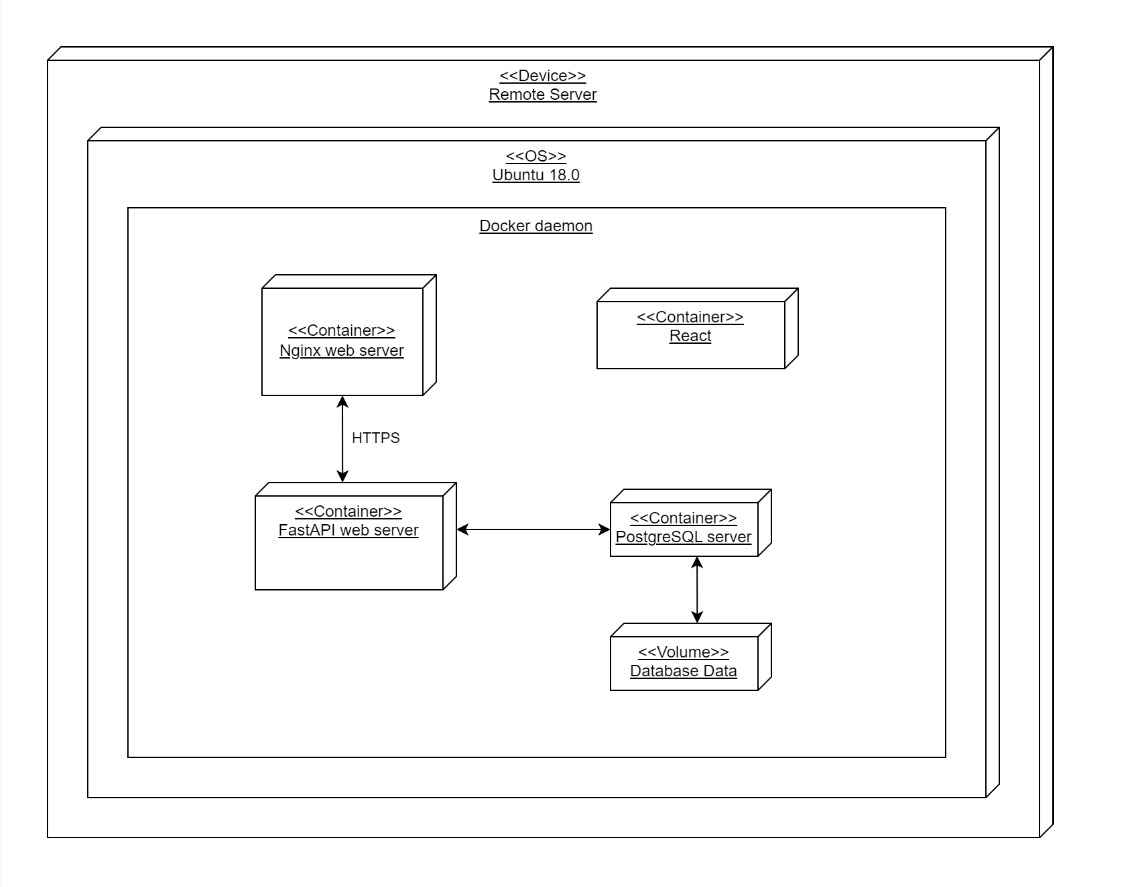 <<Device>>
Remote Server
<<OS>>
Ubuntu 18.0
Docker daemon
<<Container>>
Nginx web server
<<Container>>
React
HTTPS
<<Container>>
FastAPI web server
<<Container>>
PostgreSQL server
<<Volume>>
Database Data